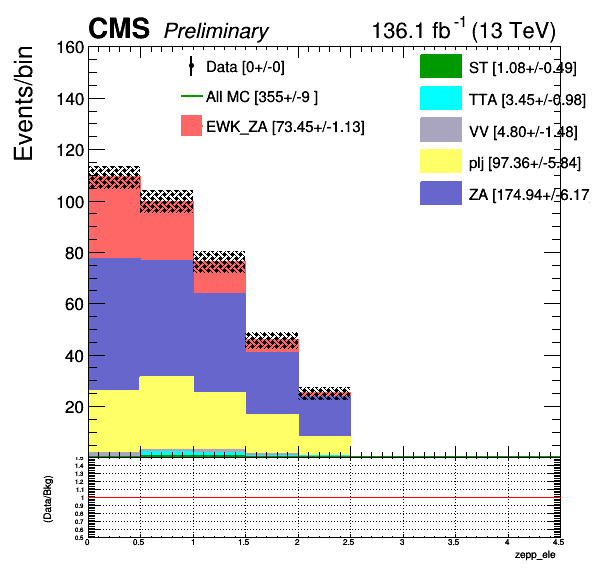 CMS Preliminary 136.1 fb-1 (13 TeV)
Events/bin
160
140
120
100
80
60
40
20
Data [0+/-0]
All MC [355+/-9 ]
EWK_ZA [73.45+/-1.13]
ST [1.08+/-0.49]
TTA [3.45+/-0.98]
VV [4.80+/-1.48]
plj [97.36+/-5.84]
ZA [174.94+/-6.17
(Data/Bkg)
1.5
1.4
1.3
1.2
1.1
1
0.9
0.8
0.7
0.6
0.5
0 0.5 1 1.5 2 2.5 3 3.5 4 4.5
zepp_ele